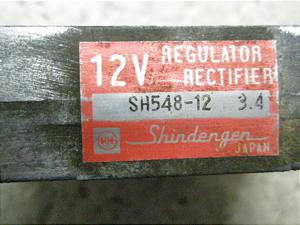 12V REGULATOR
RECTIFIER
SH548-12 3.4
Shindengen
JAPAN